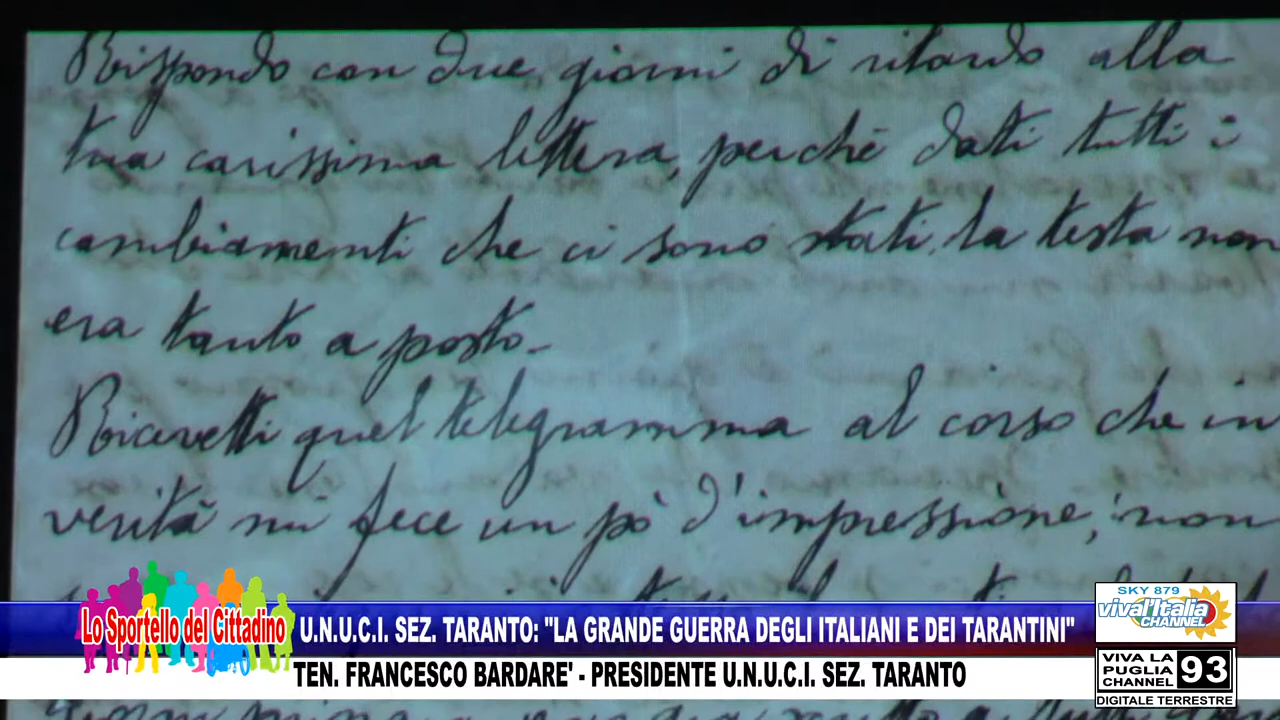 Rispondo con due giorni di ritardo alla
tua carissima lettera, perchè dati tutti i
cambiamenti che ci sono stati, la testa non
era tanto a posto.
Ricevetti quel telegramma al corso che in
verità mi fece un pò d'impressione, non
Lo Sportello del Cittadino
U.N.U.C.I. SEZ. TARANTO: "LA GRANDE GUERRA DEGLI ITALIANI E DEI TARANTINI"
TEN. FRANCESCO BARDARE' - PRESIDENTE U.N.U.C.I. SEZ. TARANTO
SKY 879
viva l'Italia
CHANNEL
VIVA LA
PUGLIA
CHANNEL
93
DIGITALE TERRESTRE